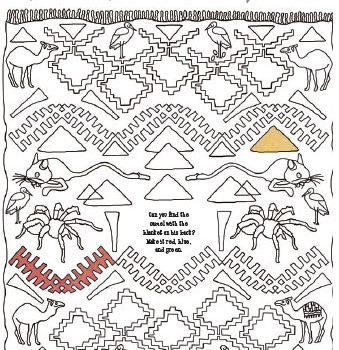 Can you find the
camel with the
blanket on his back?
Make it red, blue,
and green.